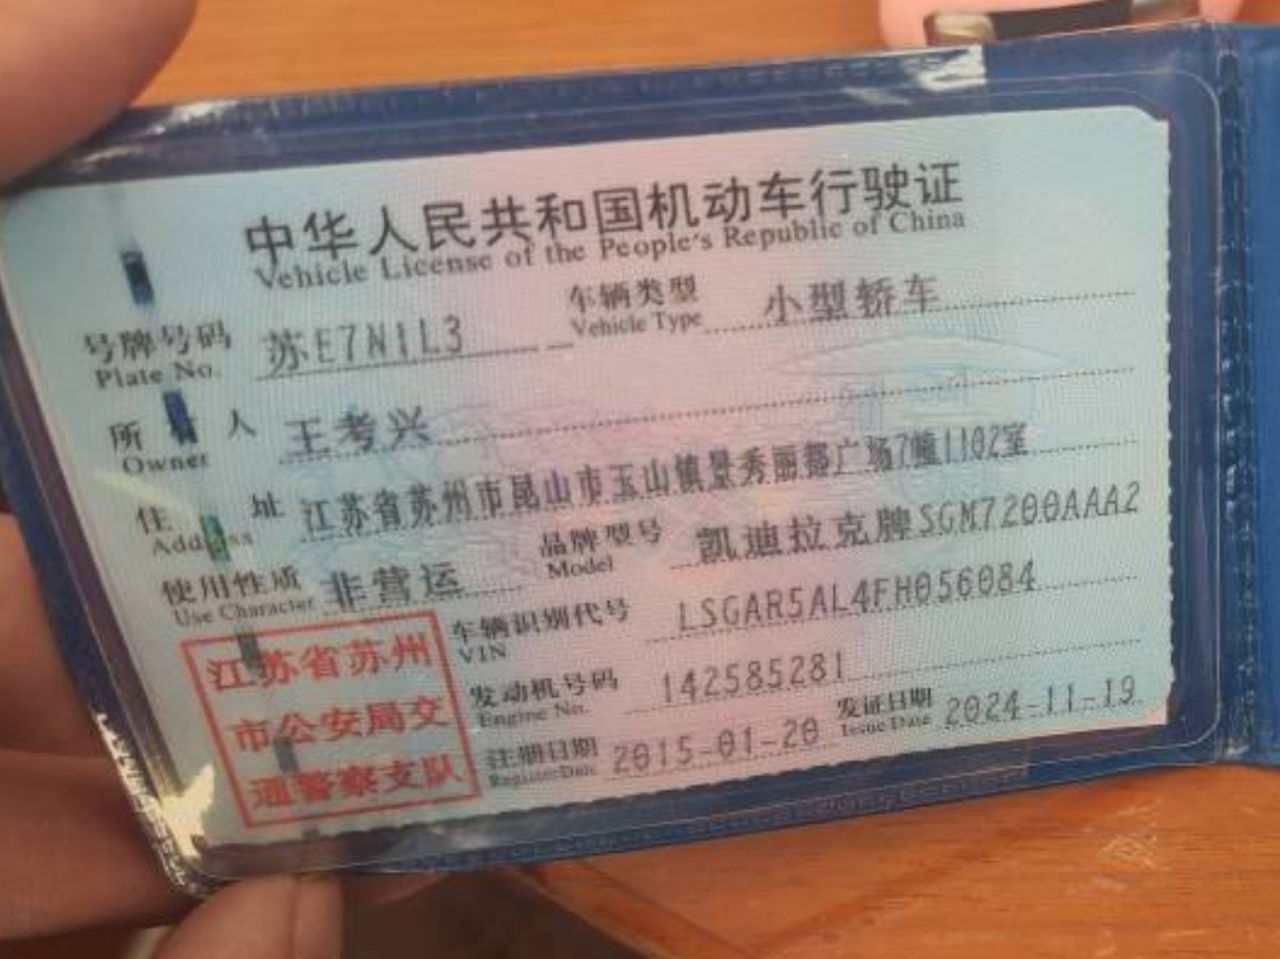 中华人民共和国机动车行驶证
Vehicle License of the People's Republic of China
号牌号码 苏E7N1L3 车辆类型 小型轿车
Plate No. Vehicle Type
所有人 王考兴
Owner
住址 江苏省苏州市昆山市玉山镇景秀丽都广场7幢1102室
Address
使用性质 非营运 品牌型号 凯迪拉克牌SGM7200AAA2
Use Character Model
车辆识别代号 LSGAR5AL4FH056084
VIN
发动机号码 142585281
Engine No.
注册日期 2015-01-20 发证日期 2024-11-19
Register Date Issue Date
江苏省苏州
市公安局交
通警察支队